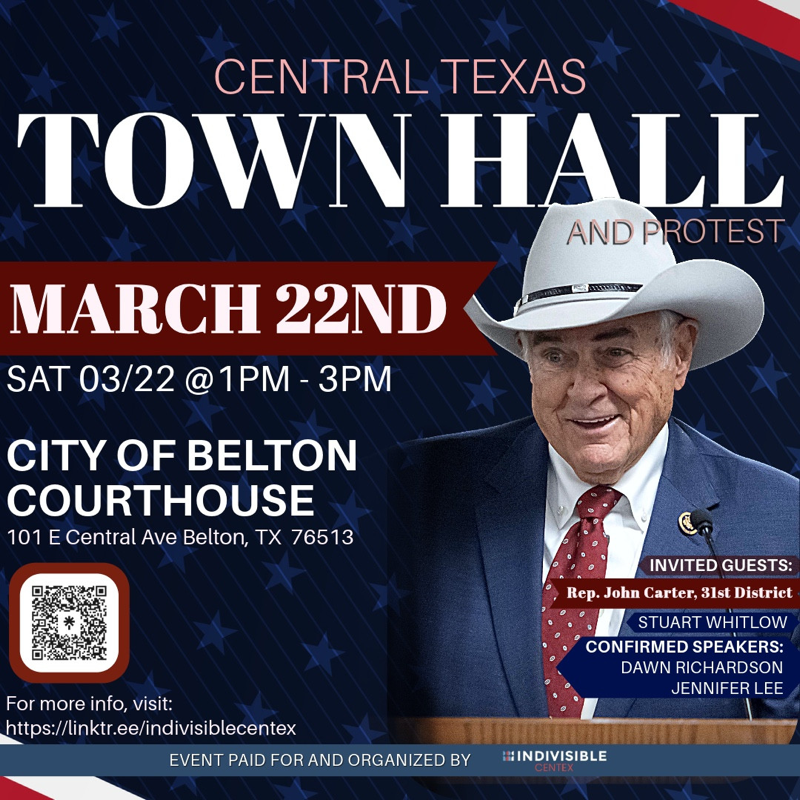 CENTRAL TEXAS
TOWN HALL
AND PROTEST
MARCH 22ND
SAT 03/22 @ 1PM - 3PM
CITY OF BELTON
COURTHOUSE
101 E Central Ave Belton, TX 76513
For more info, visit:
https://linktr.ee/indivisiblecentex
INVITED GUESTS:
Rep. John Carter, 31st District
STUART WHITLOW
CONFIRMED SPEAKERS:
DAWN RICHARDSON
JENNIFER LEE
EVENT PAID FOR AND ORGANIZED BY
INDIVISIBLE
CENTEX